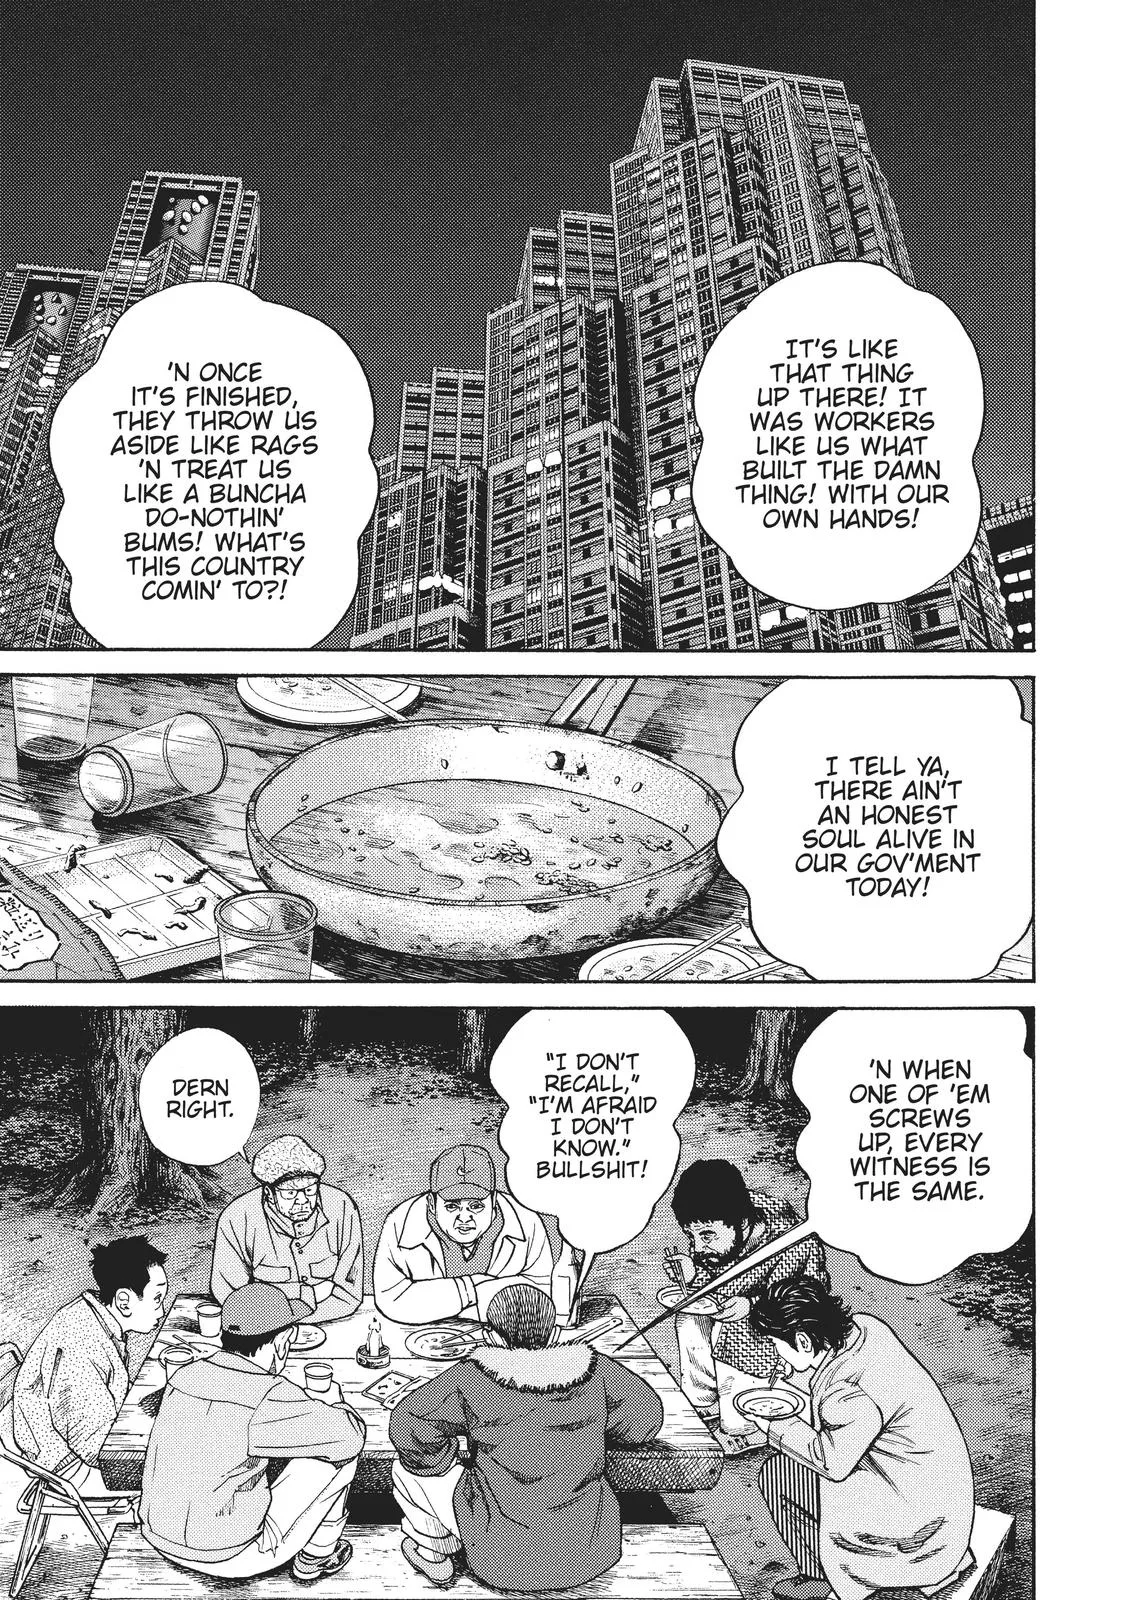 IT'S LIKE
THAT THING
UP THERE! IT
WAS WORKERS
LIKE US WHAT
BUILT THE DAMN
THING! WITH OUR
OWN HANDS!
'N ONCE
IT'S FINISHED,
THEY THROW US
ASIDE LIKE RAGS
'N TREAT US
LIKE A BUNCHA
DO-NOTHIN'
BUMS! WHAT'S
THIS COUNTRY
COMIN' TO?!
I TELL YA,
THERE AIN'T
AN HONEST
SOUL ALIVE IN
OUR GOV'MENT
TODAY!
'N WHEN
ONE OF 'EM
SCREWS
UP, EVERY
WITNESS IS
THE SAME.
"I DON'T
RECALL,"
"I'M AFRAID
I DON'T
KNOW."
BULLSHIT!
DERN
RIGHT.